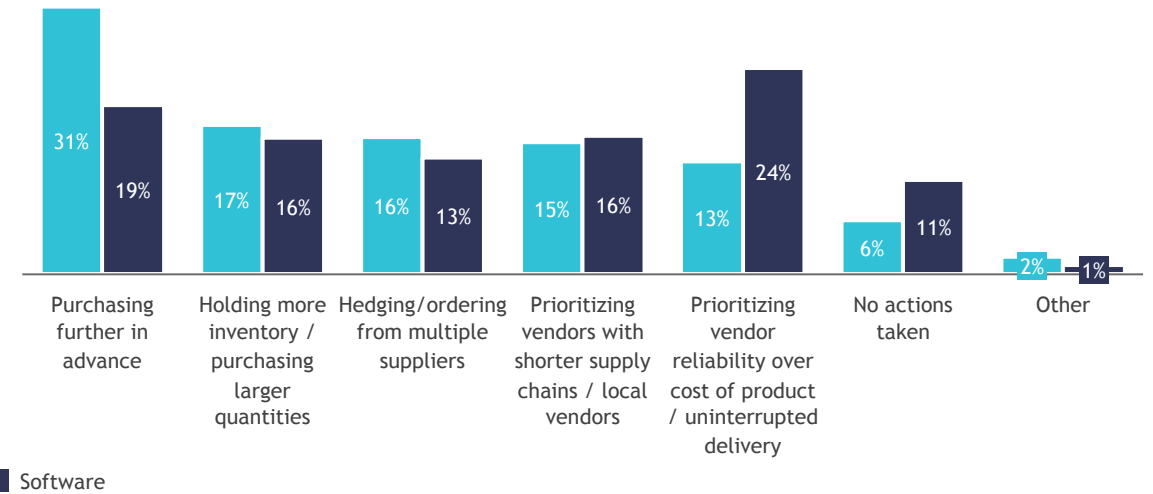 31%
19%
17%
16%
16%
13%
15%
16%
13%
24%
6%
11%
2%
1%
Purchasing
further in
advance
Holding more
inventory /
purchasing
larger
quantities
Hedging/ordering
from multiple
suppliers
Prioritizing
vendors with
shorter supply
chains / local
vendors
Prioritizing
vendor
reliability over
cost of product
/ uninterrupted
delivery
No actions
taken
Other
Software